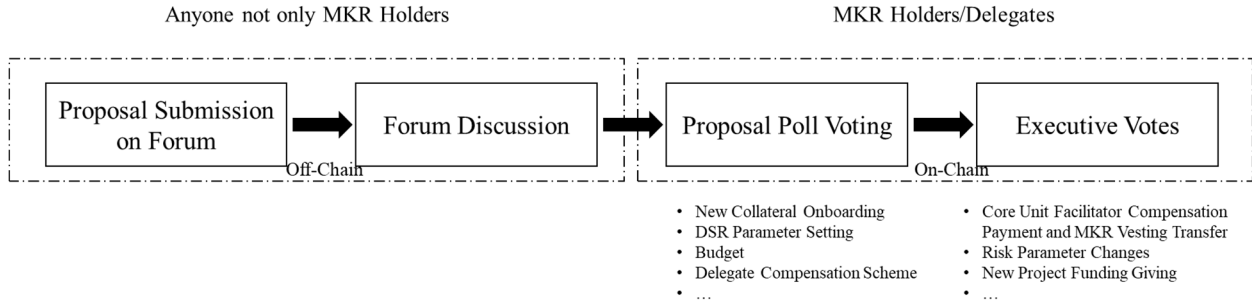 Anyone not only MKR Holders
MKR Holders/Delegates
Proposal Submission
on Forum
Forum Discussion
Proposal Poll Voting
Executive Votes
Off-Chain
On-Chain
• New Collateral Onboarding
• DSR Parameter Setting
• Budget
• Delegate Compensation Scheme
• …
• Core Unit Facilitator Compensation
Payment and MKR Vesting Transfer
• Risk Parameter Changes
• New Project Funding Giving
• …